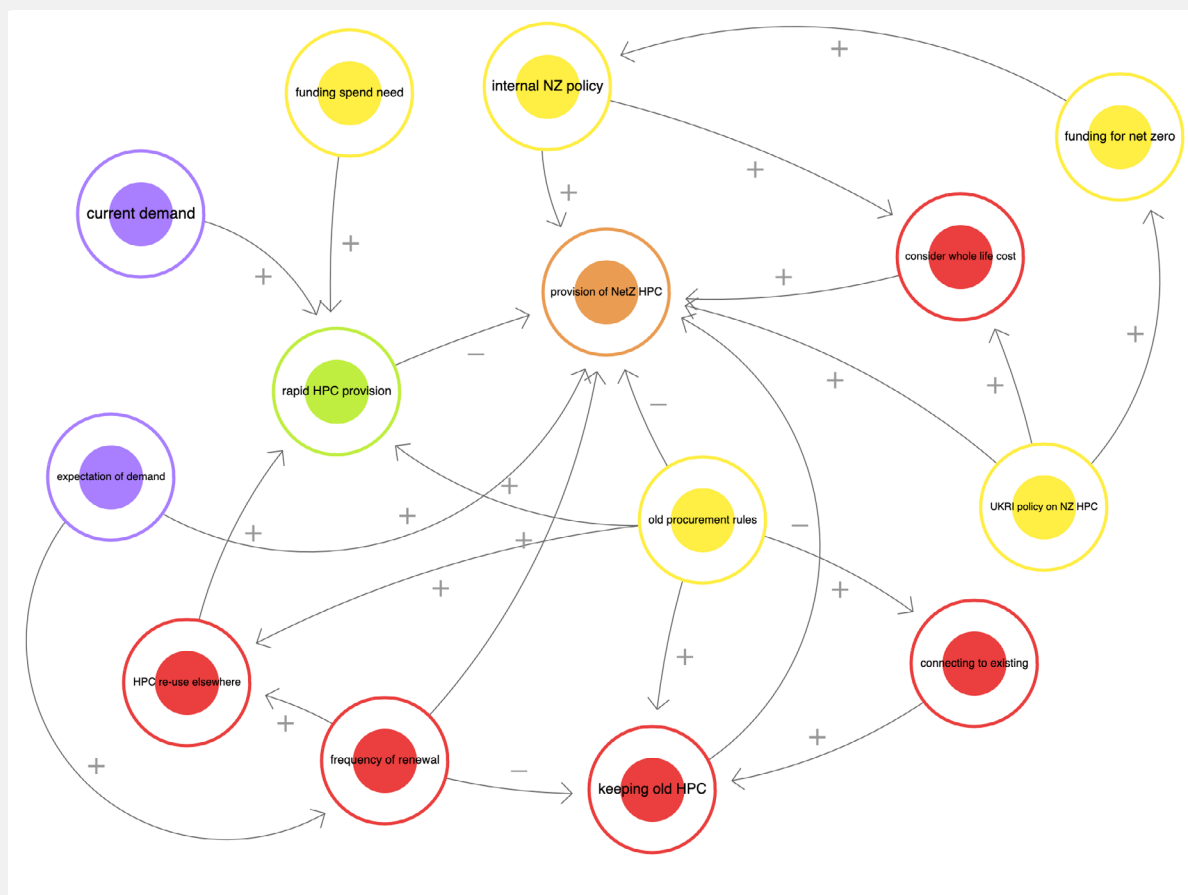 funding spend need
internal NZ policy
+
funding for net zero
+
+
current demand
+
+
consider whole life cost
+
provision of NetZ HPC
−
+
+
+
rapid HPC provision
−
expectation of demand
+
+
+
+
old procurement rules
−
UKRI policy on NZ HPC
+
+
HPC re-use elsewhere
+
+
connecting to existing
+
frequency of renewal
−
keeping old HPC
+